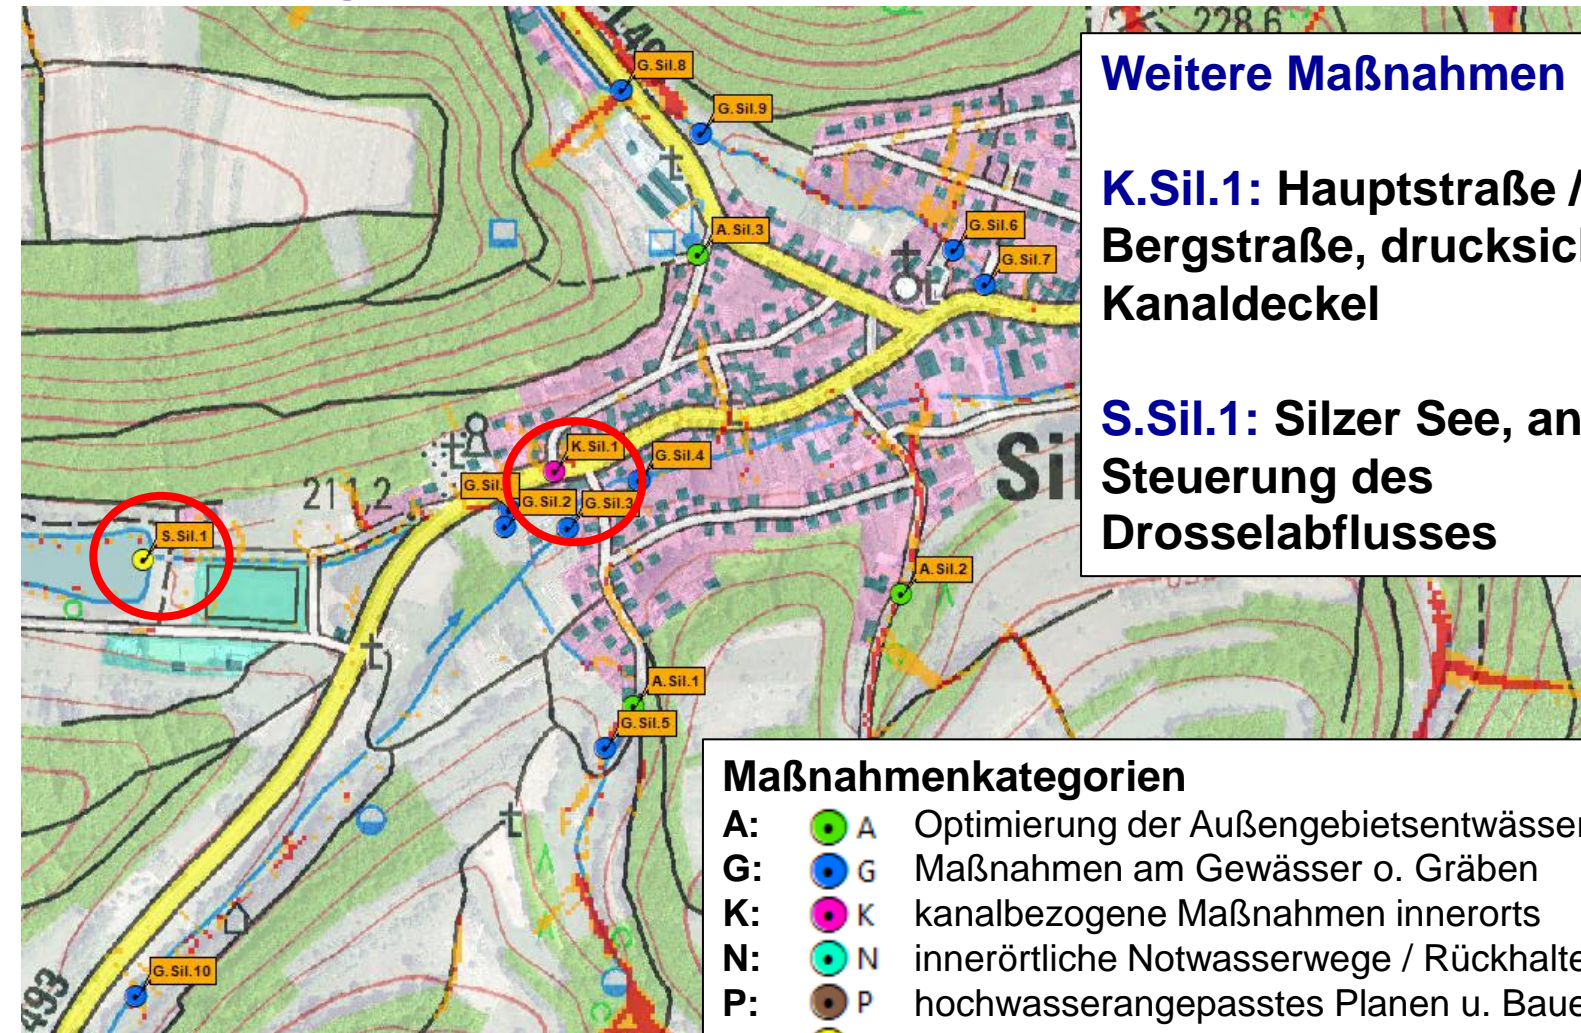 228,6
G.Sil.8
G.Sil.9
A.Sil.3
G.Sil.6
G.Sil.7
K.Sil.1
G.Sil.4
G.Sil.
G.Sil.2
G.Sil.3
211,2
S.Sil.1
Sil
A.Sil.2
A.Sil.1
G.Sil.5
G.Sil.10
493
Weitere Maßnahmen
K.Sil.1: Hauptstraße /
Bergstraße, drucksic
Kanaldeckel
S.Sil.1: Silzer See, an
Steuerung des
Drosselabflusses
Maßnahmenkategorien
A: A Optimierung der Außengebietsentwässer
G: G Maßnahmen am Gewässer o. Gräben
K: K kanalbezogene Maßnahmen innerorts
N: N innerörtliche Notwasserwege / Rückhalte
P: P hochwasserangepasstes Planen u. Baue